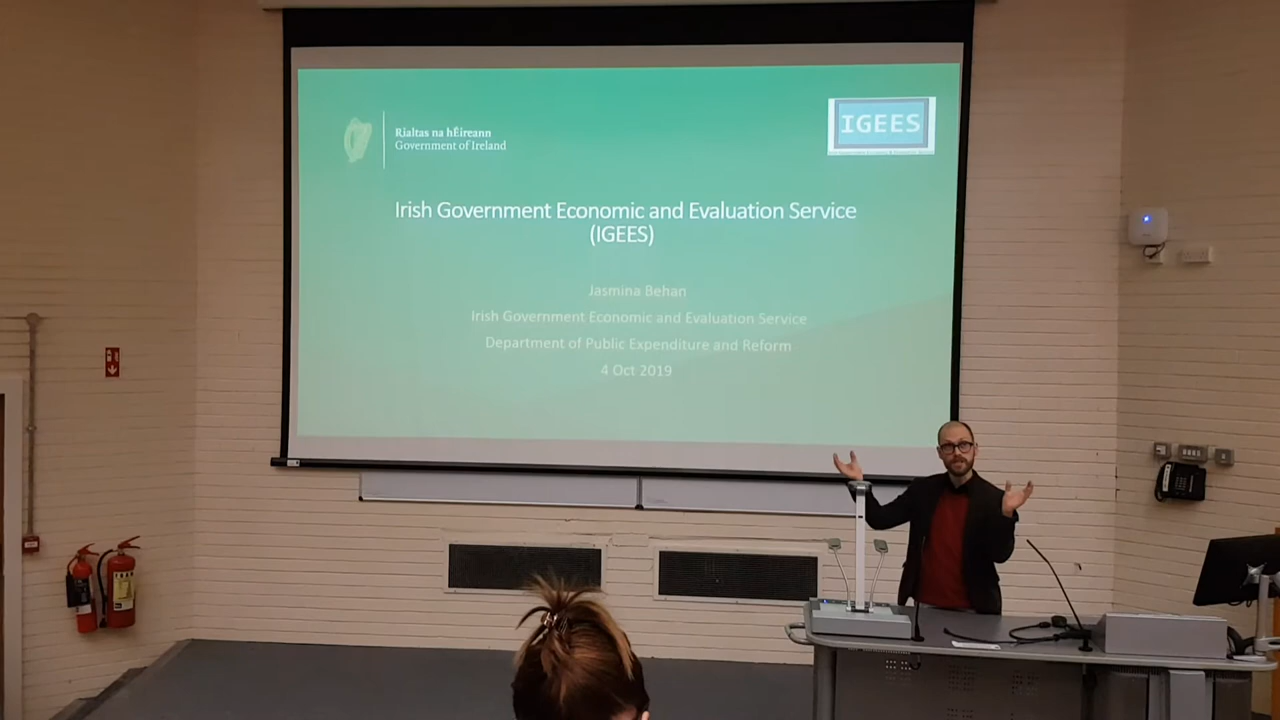 Rialtas na hÉireann
Government of Ireland
IGEES
Irish Government Economic and Evaluation Service
(IGEES)
Jasmina Behan
Irish Government Economic and Evaluation Service
Department of Public Expenditure and Reform
4 Oct 2019